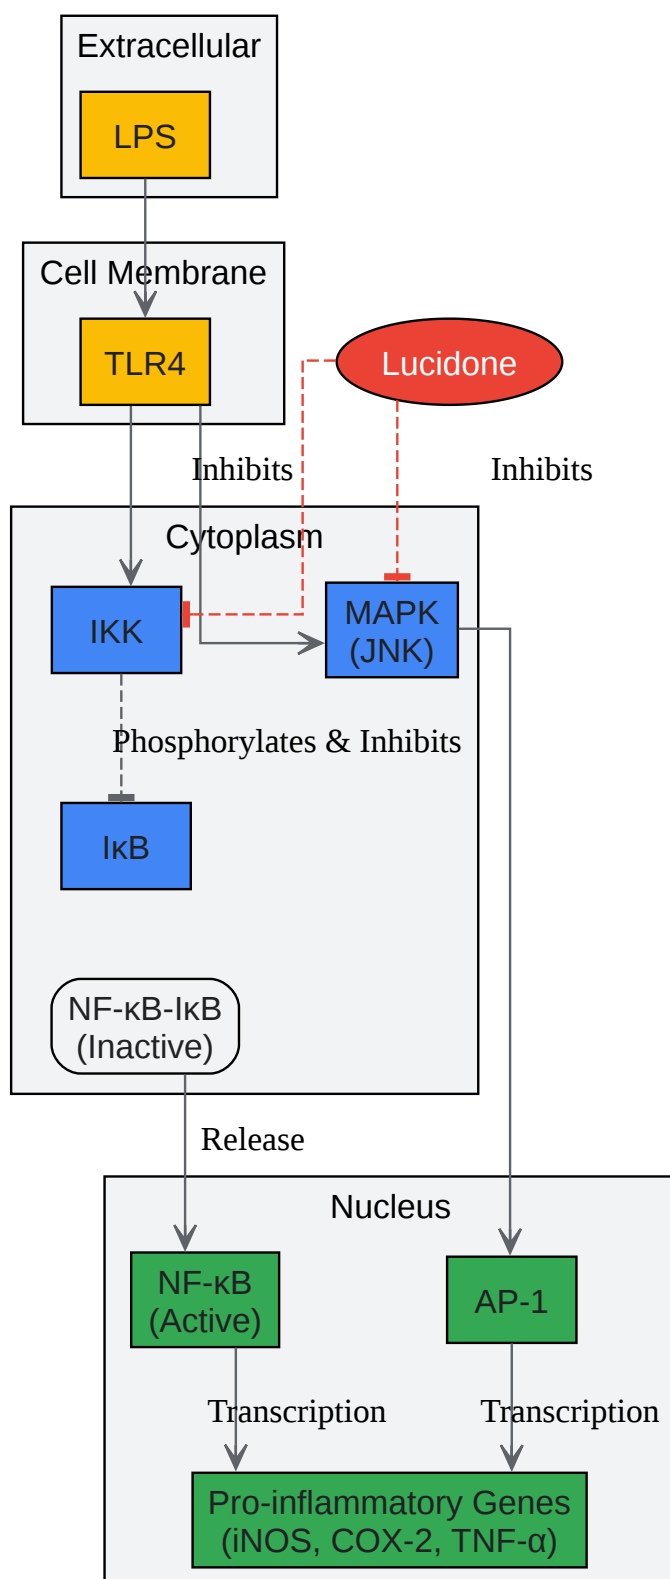 Extracellular
LPS
Cell Membrane
TLR4
Lucidone
Inhibits
Inhibits
Cytoplasm
IKK
MAPK
(JNK)
Phosphorylates & Inhibits
IκB
NF-κB-IκB
(Inactive)
Release
Nucleus
NF-κB
(Active)
AP-1
Transcription
Transcription
Pro-inflammatory Genes
(iNOS, COX-2, TNF-α)